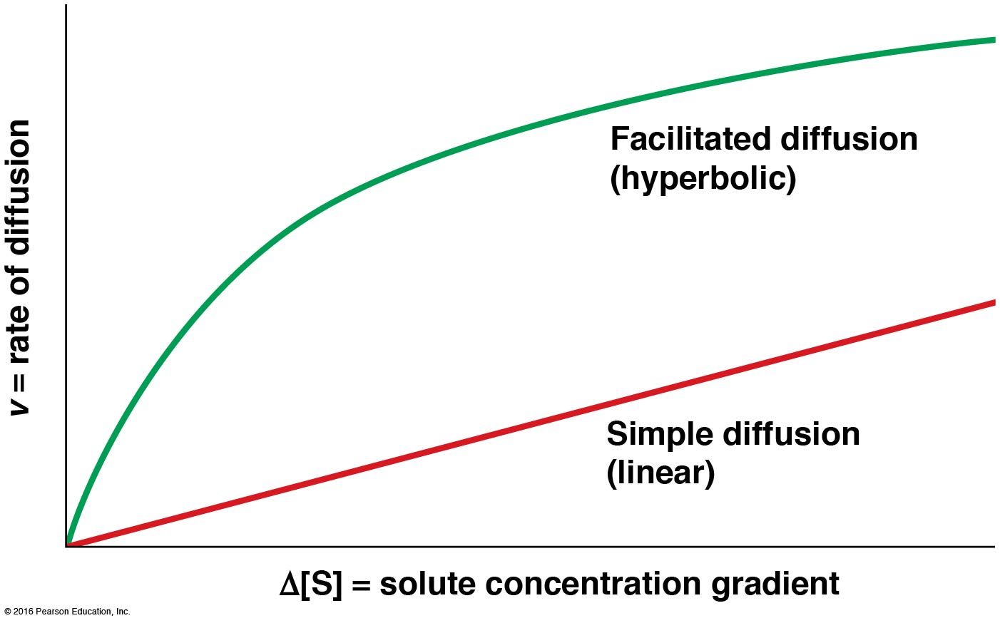 v = rate of diffusion
Facilitated diffusion
(hyperbolic)
Simple diffusion
(linear)
Δ[S] = solute concentration gradient
© 2016 Pearson Education, Inc.